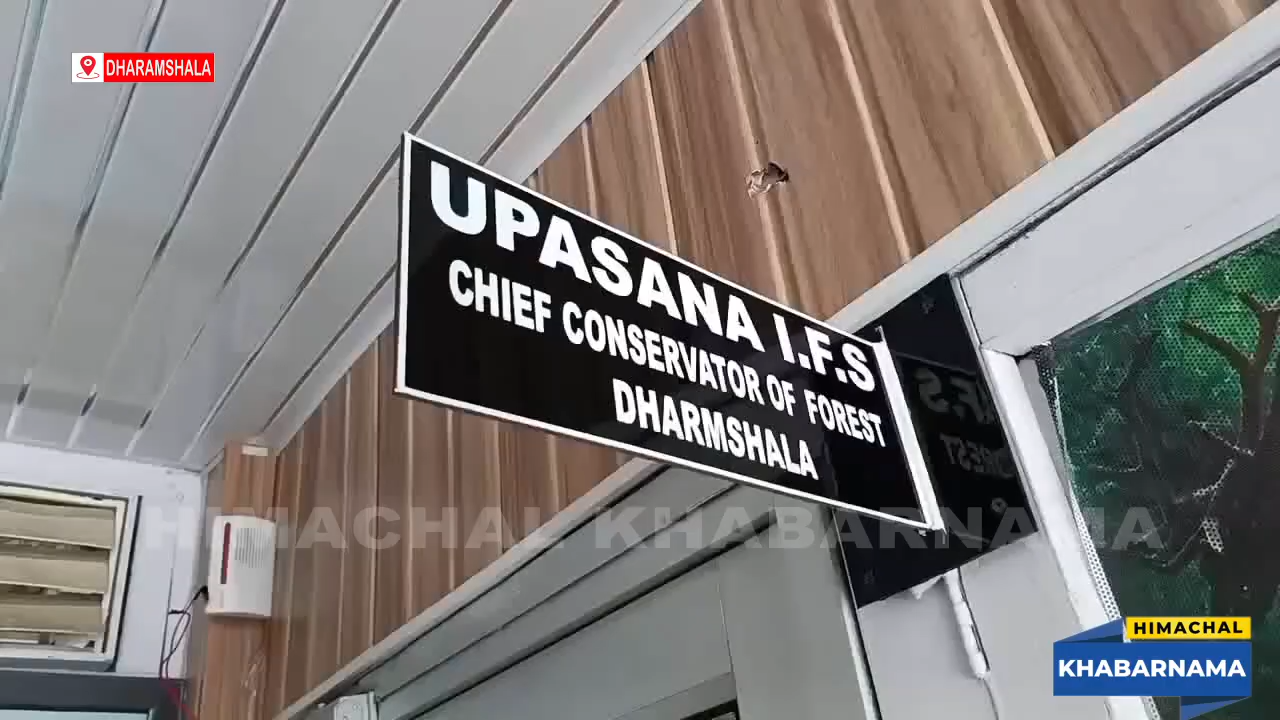 DHARAMSHALA
UPASANA I.F.S
CHIEF CONSERVATOR OF FOREST
DHARMSHALA
HIMACHAL KHABARNAMA
HIMACHAL
KHABARNAMA